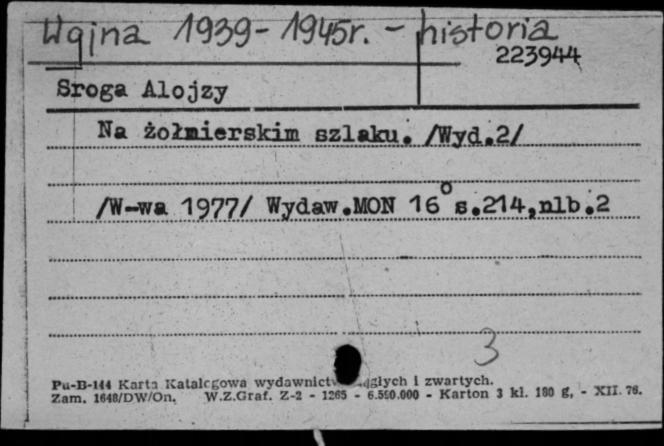 Wojna 1939-1945r. - historia
223944
Sroga Alojzy
Na żołnierskim szlaku. /Wyd.2/
/W-wa 1977/ Wydaw.MON 16° s.214,nlb.2
3
Pu-B-144 Karta Katalogowa wydawnictw ciągłych i zwartych.
Zam. 1648/DW/On. W.Z.Graf. Z-2 - 1265 - 6.500.000 - Karton 3 kl. 180 g, - XII. 76.